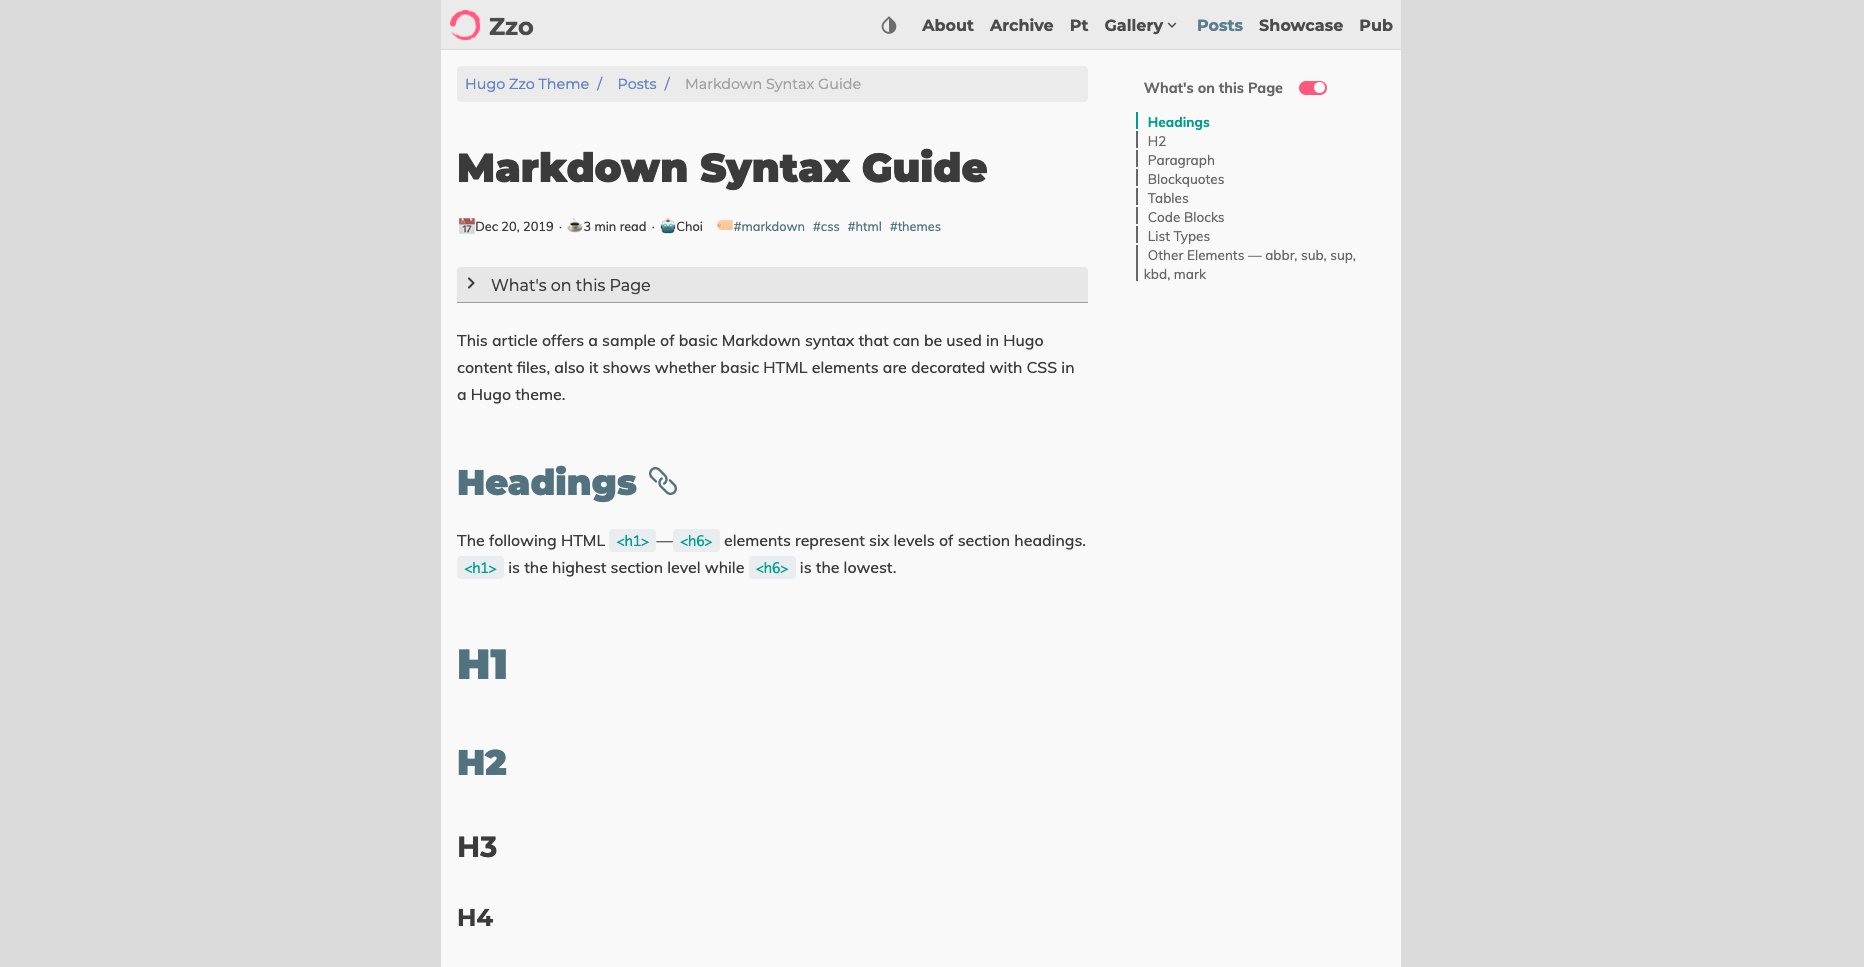 Zzo
About Archive Pt Gallery Posts Showcase Pub
Hugo Zzo Theme / Posts / Markdown Syntax Guide
Markdown Syntax Guide
Dec 20, 2019 · 3 min read · Choi #markdown #css #html #themes
What's on this Page
This article offers a sample of basic Markdown syntax that can be used in Hugo
content files, also it shows whether basic HTML elements are decorated with CSS in
a Hugo theme.
Headings
The following HTML <h1>—<h6> elements represent six levels of section headings.
<h1> is the highest section level while <h6> is the lowest.
H1
H2
H3
H4
What's on this Page
Headings
H2
Paragraph
Blockquotes
Tables
Code Blocks
List Types
Other Elements — abbr, sub, sup,
kbd, mark